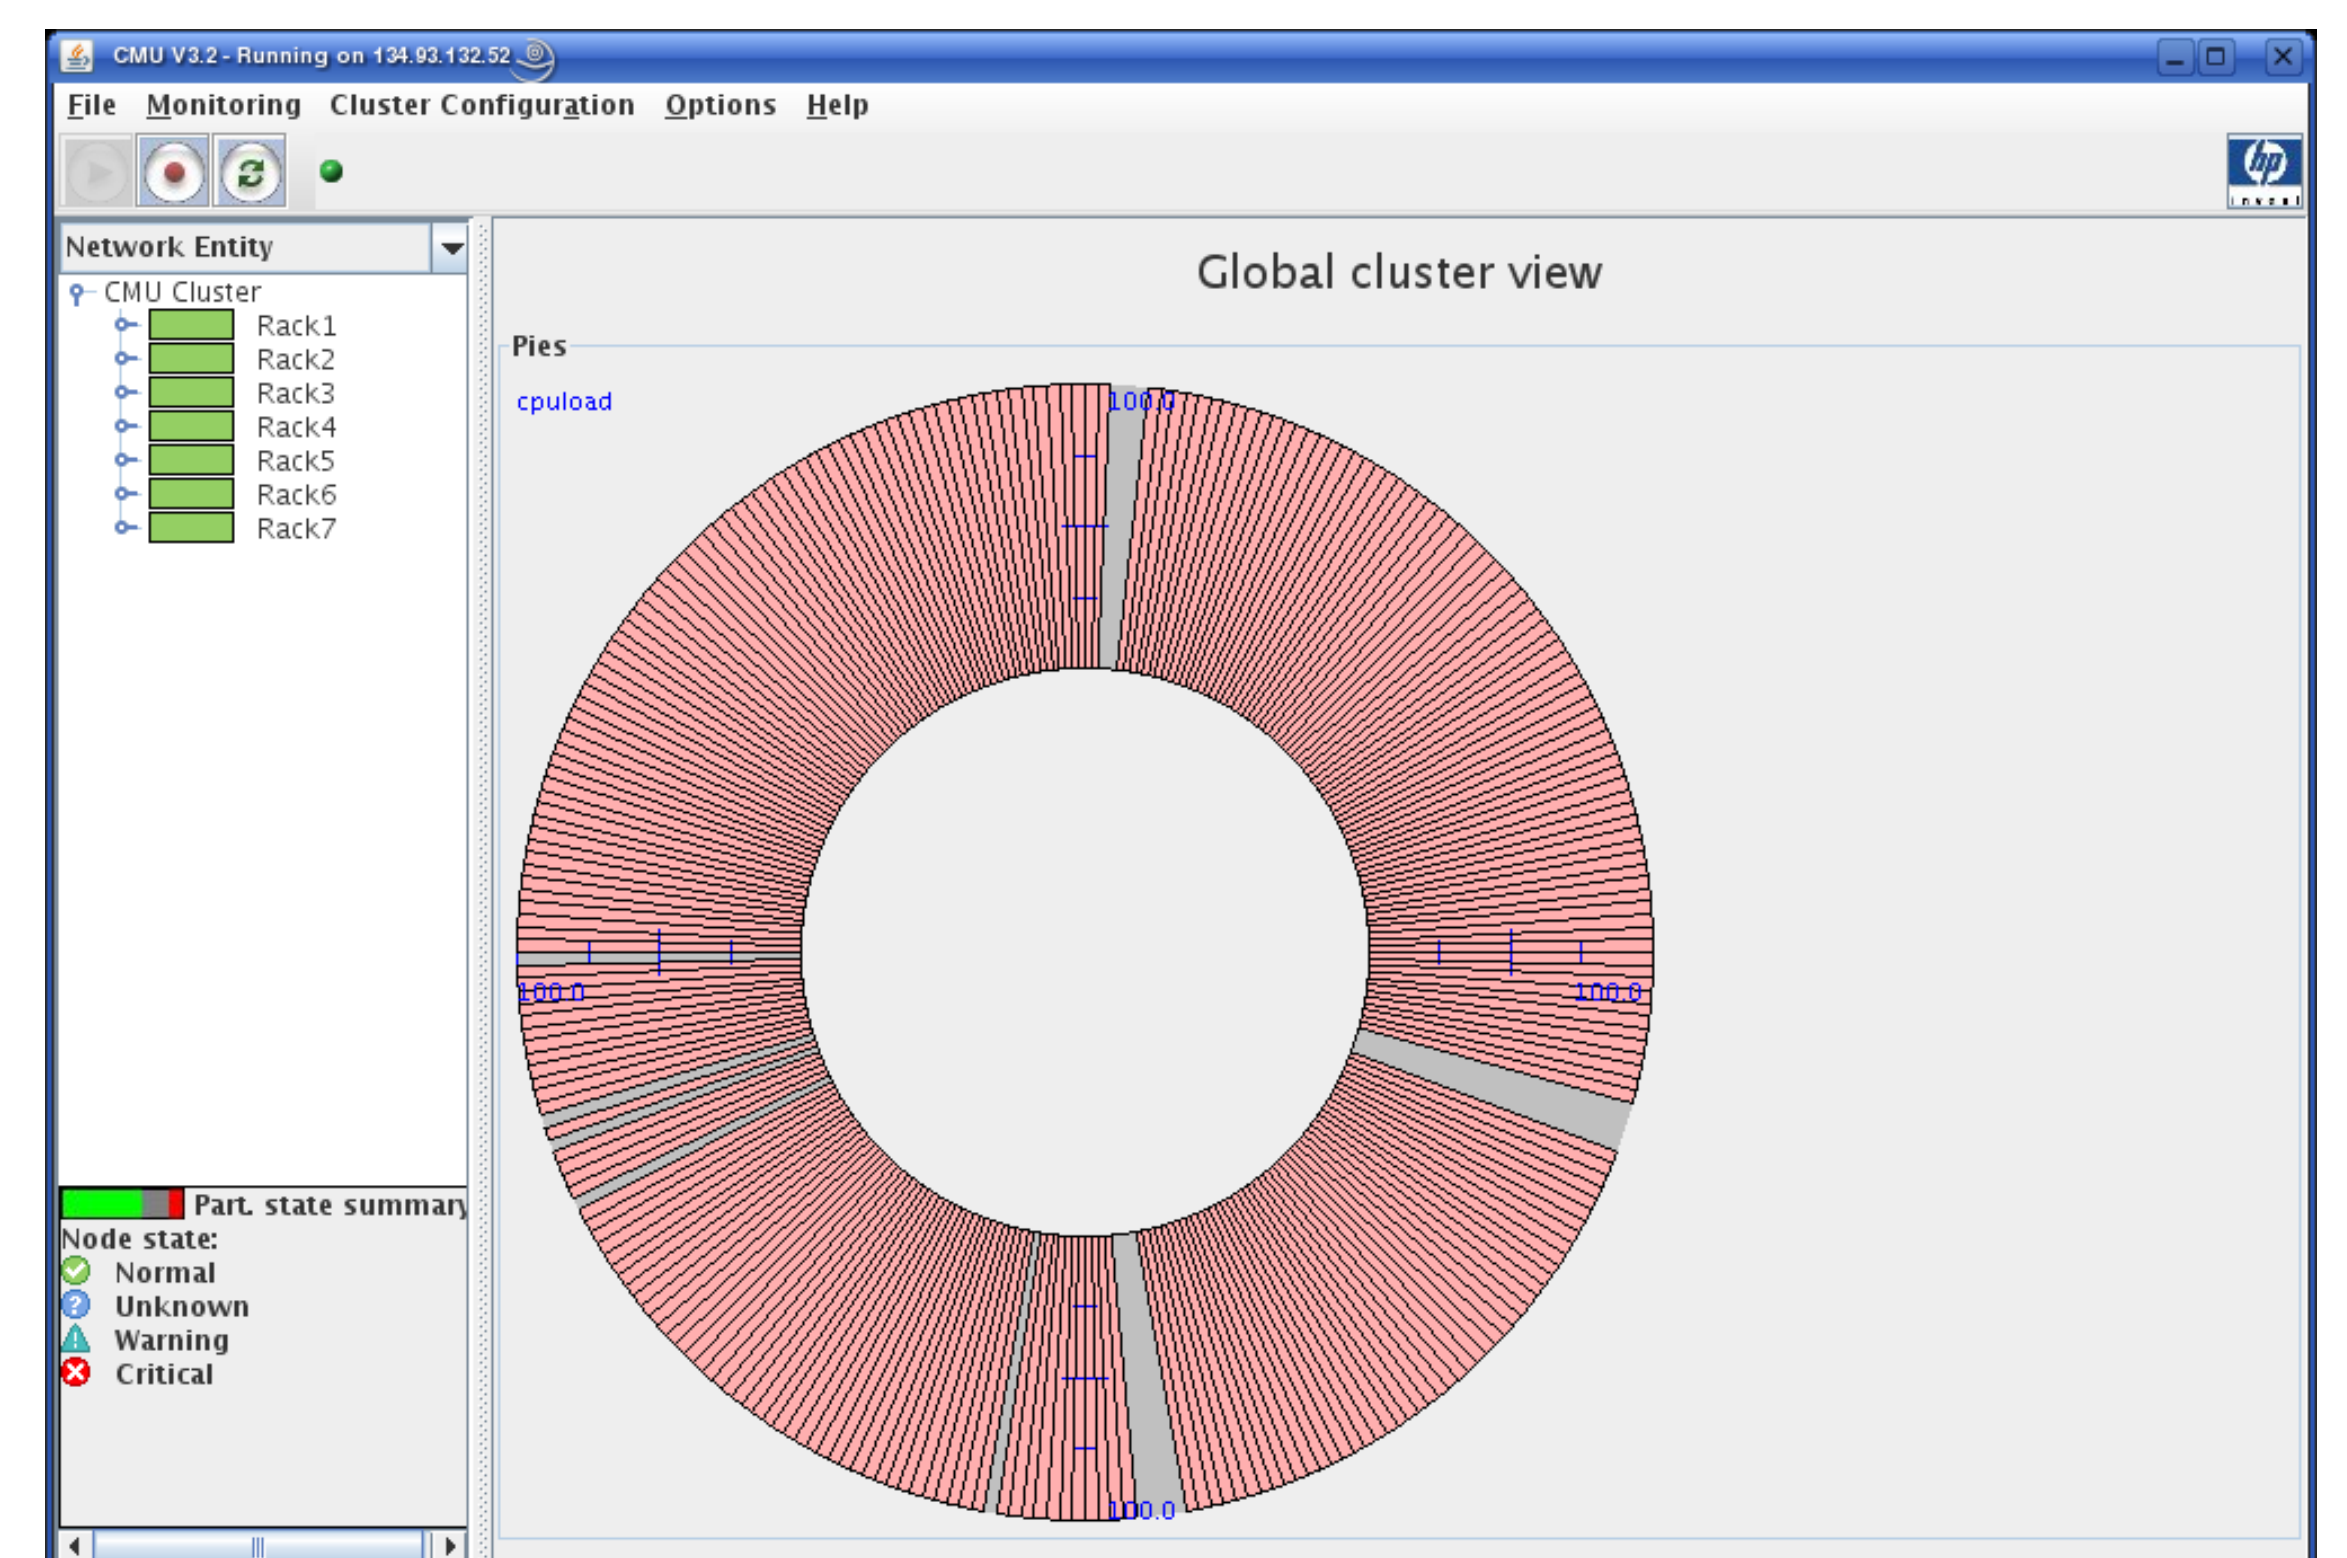 CMU V3.2 - Running on 134.93.132.52
File Monitoring Cluster Configuration Options Help
hp
invent
Network Entity
CMU Cluster
Rack1
Rack2
Rack3
Rack4
Rack5
Rack6
Rack7
Global cluster view
Pies
cpuload
100.0
100.0
100.0
100.0
Part. state summary
Node state:
Normal
Unknown
Warning
Critical